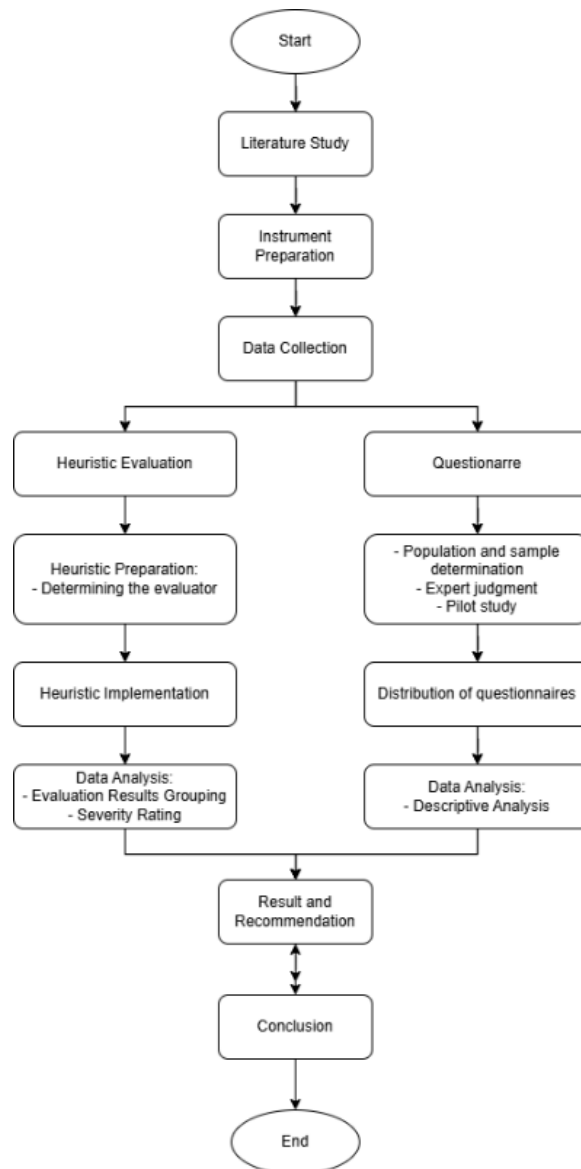 Start
Literature Study
Instrument
Preparation
Data Collection
Heuristic Evaluation
Questionarre
Heuristic Preparation:
- Determining the evaluator
- Population and sample
determination
- Expert judgment
- Pilot study
Heuristic Implementation
Distribution of questionnaires
Data Analysis:
- Evaluation Results Grouping
- Severity Rating
Data Analysis:
- Descriptive Analysis
Result and
Recommendation
Conclusion
End